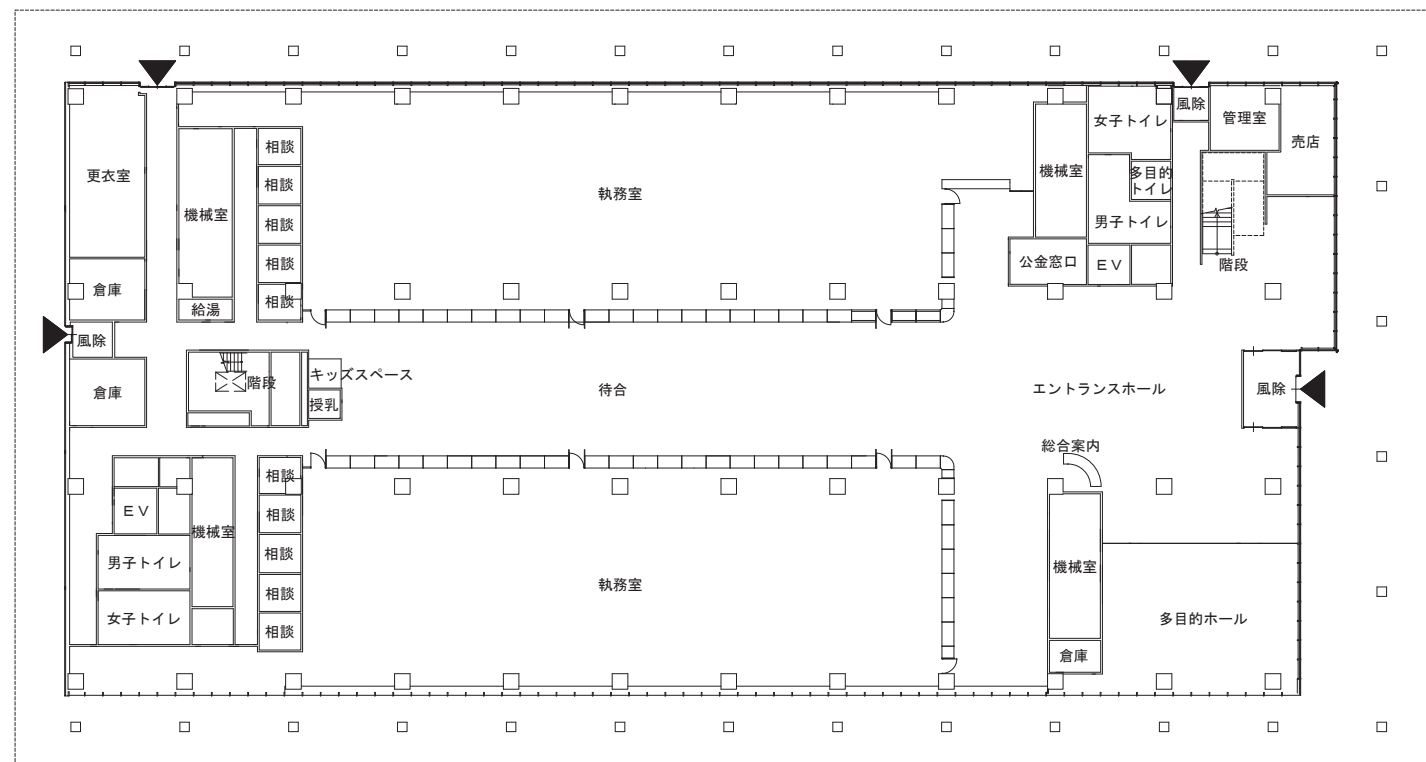 女子トイレ
風除
管理室
売店
相談
更衣室
相談
機械室
多目的
トイレ
執務室
機械室
相談
男子トイレ
相談
公金窓口
EV
階段
倉庫
給湯
相談
風除
キッズスペース
階段
倉庫
授乳
待合
エントランスホール
風除
総合案内
相談
EV
相談
機械室
相談
男子トイレ
機械室
相談
執務室
女子トイレ
相談
多目的ホール
倉庫